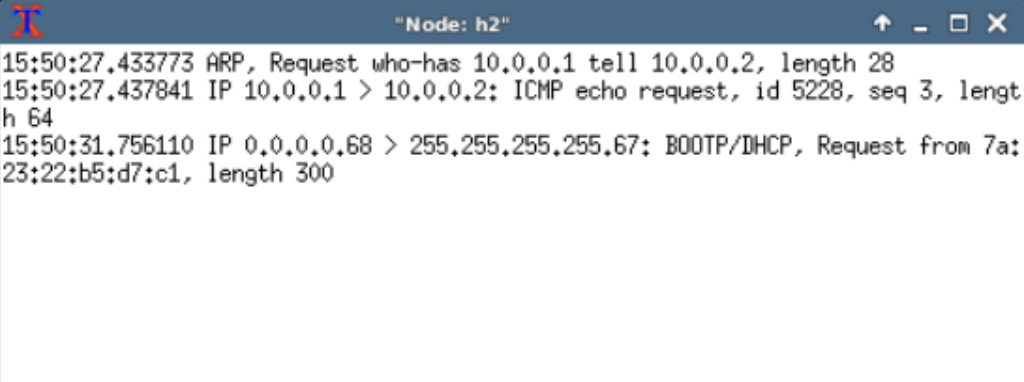 "Node: h2"
15:50:27.433773 ARP, Request who-has 10.0.0.1 tell 10.0.0.2, length 28
15:50:27.437841 IP 10.0.0.1 > 10.0.0.2: ICMP echo request, id 5228, seq 3, lengt
h 64
15:50:31.756110 IP 0.0.0.0.68 > 255.255.255.255.67: BOOTP/DHCP, Request from 7a:
23:22:b5:d7:c1, length 300